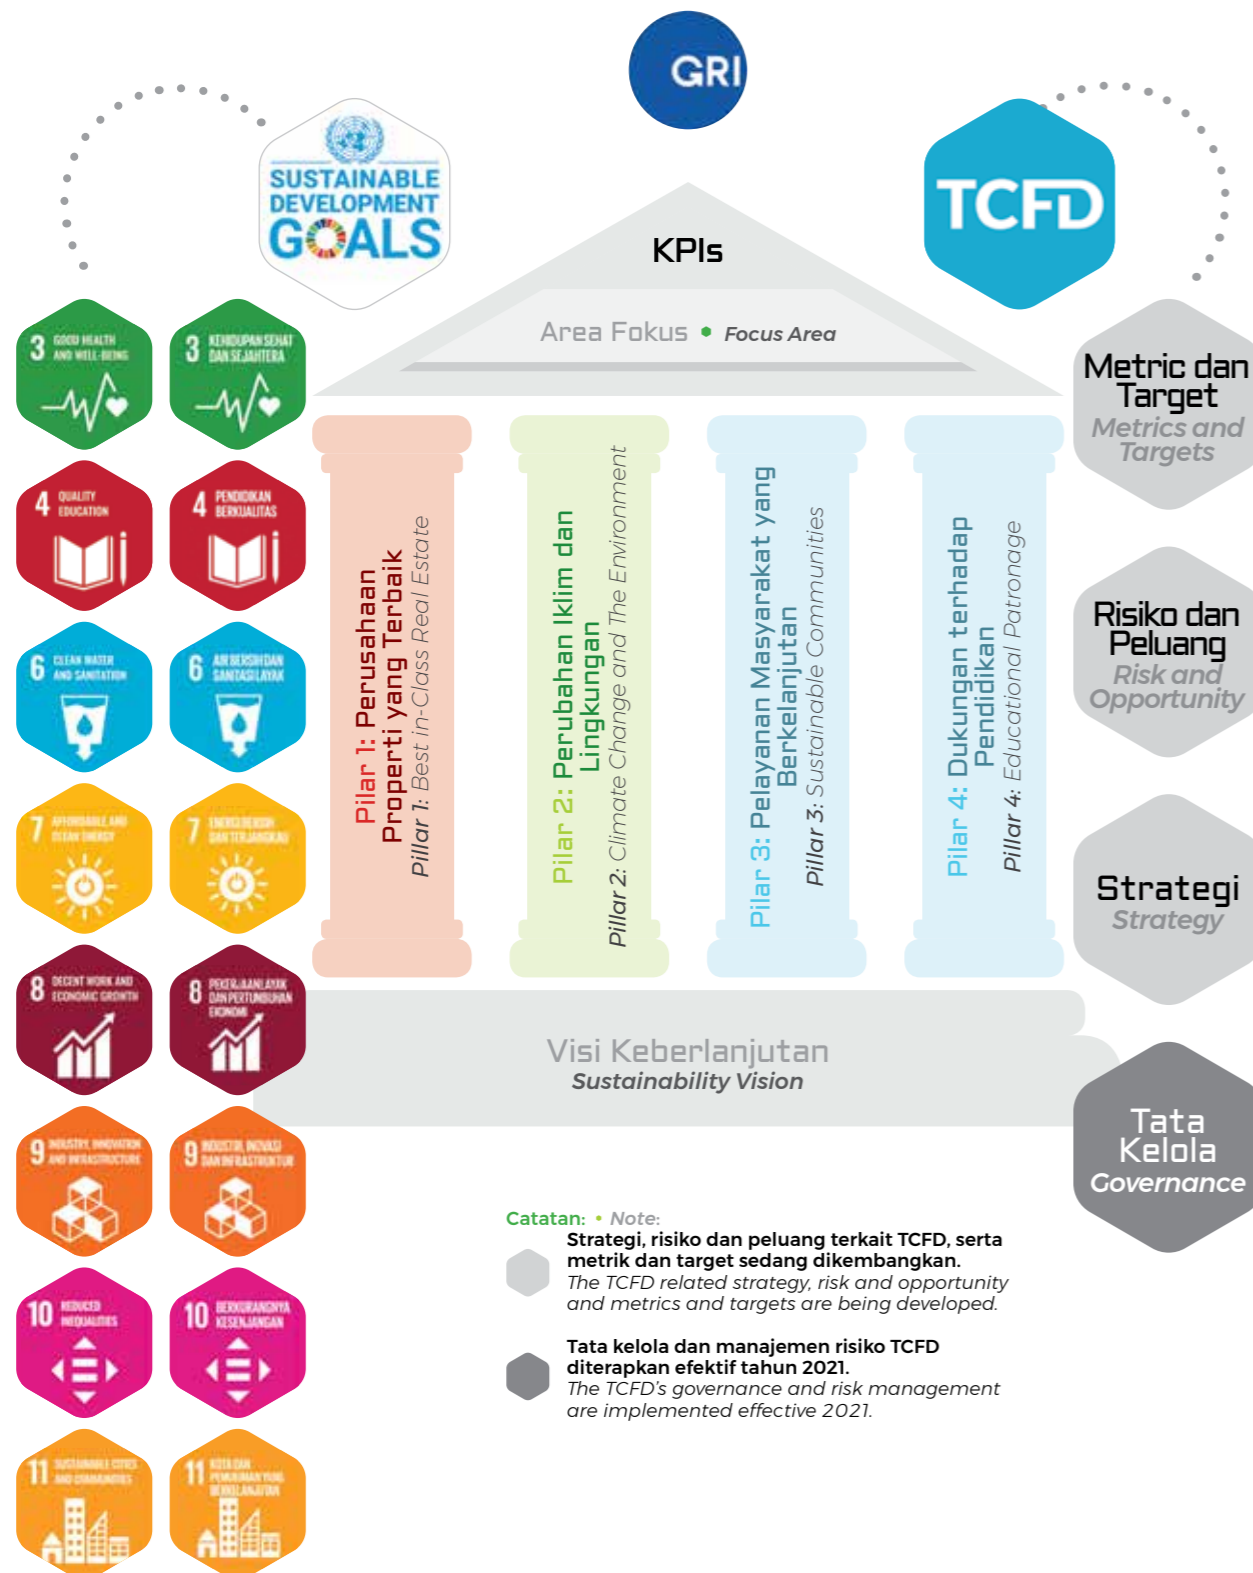 GRI
SUSTAINABLE
DEVELOPMENT
GOALS
TCFD
KPIs
Area Fokus • Focus Area
3 GOOD HEALTH
AND WELL-BEING
3 KEHIDUPAN SEHAT
DAN SEJAHTERA
4 QUALITY
EDUCATION
4 PENDIDIKAN
BERKUALITAS
6 CLEAN WATER
AND SANITATION
6 AIR BERSIH DAN
SANITASI LAYAK
7 AFFORDABLE AND
CLEAN ENERGY
7 ENERGI BERSIH
DAN TERJANGKAU
8 DECENT WORK AND
ECONOMIC GROWTH
8 PEKERJAAN LAYAK
DAN PERTUMBUHAN
EKONOMI
9 INDUSTRY, INNOVATION
AND INFRASTRUCTURE
9 INDUSTRI, INOVASI
DAN INFRASTRUKTUR
10 REDUCED
INEQUALITIES
10 BERKURANGNYA
KESENJANGAN
11 SUSTAINABLE CITIES
AND COMMUNITIES
11 KOTA DAN
PEMUKIMAN YANG
BERKELANJUTAN
Pilar 1: Perusahaan
Properti yang Terbaik
Pillar 1: Best in-Class Real Estate
Pilar 2: Perubahan Iklim dan
Lingkungan
Pillar 2: Climate Change and The Environment
Pilar 3: Pelayanan Masyarakat yang
Berkelanjutan
Pillar 3: Sustainable Communities
Pilar 4: Dukungan terhadap
Pendidikan
Pillar 4: Educational Patronage
Metric dan
Target
Metrics and
Targets
Risiko dan
Peluang
Risk and
Opportunity
Strategi
Strategy
Tata
Kelola
Governance
Visi Keberlanjutan
Sustainability Vision
Catatan: • Note:
Strategi, risiko dan peluang terkait TCFD, serta
metrik dan target sedang dikembangkan.
The TCFD related strategy, risk and opportunity
and metrics and targets are being developed.
Tata kelola dan manajemen risiko TCFD
diterapkan efektif tahun 2021.
The TCFD's governance and risk management
are implemented effective 2021.